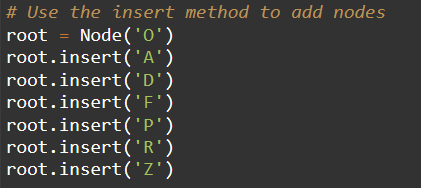 # Use the insert method to add nodes
root = Node('O')
root.insert('A')
root.insert('D')
root.insert('F')
root.insert('P')
root.insert('R')
root.insert('Z')